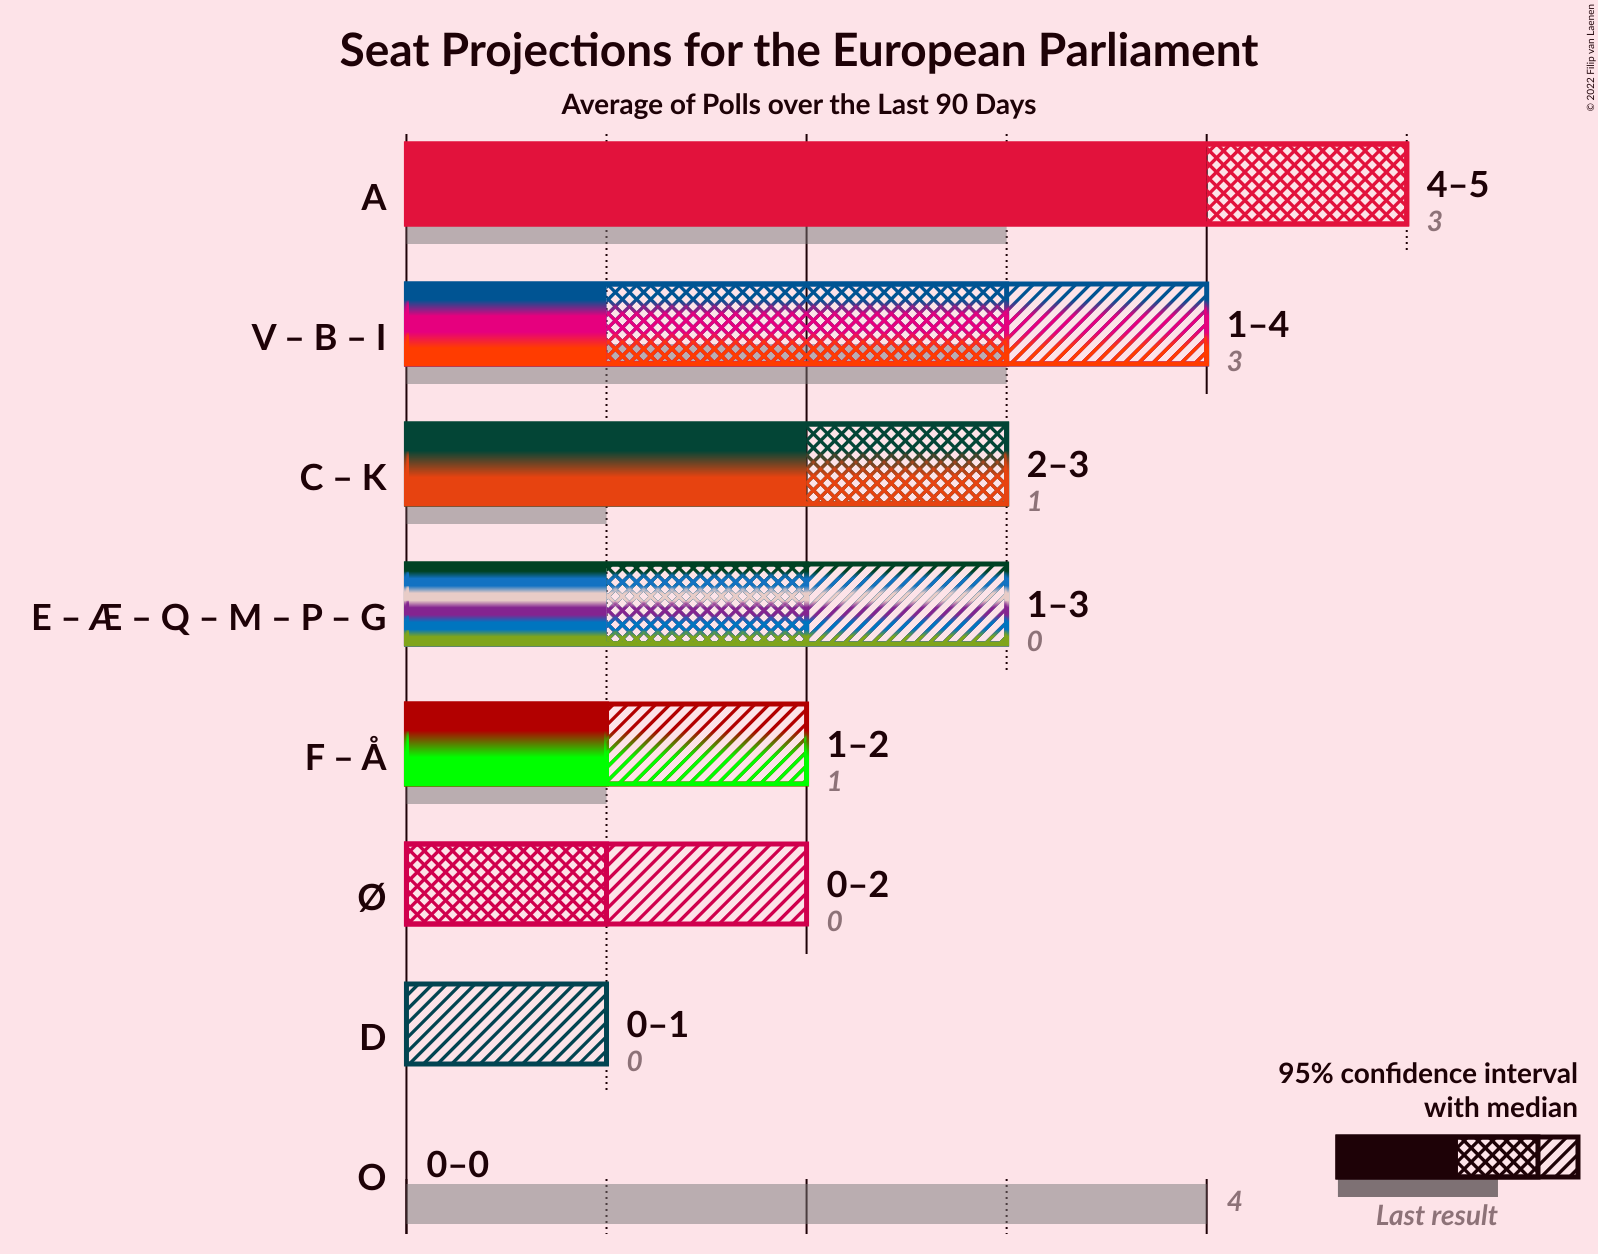 © 2022 Filip van Laenen
Seat Projections for the European Parliament
Average of Polls over the Last 90 Days
A
4–5
3
V – B – I
1–4
3
C – K
2–3
1
E – Æ – Q – M – P – G
1–3
0
F – Å
1–2
1
Ø
0–2
0
D
0–1
0
O
0–0
4
95% confidence interval
with median
Last result